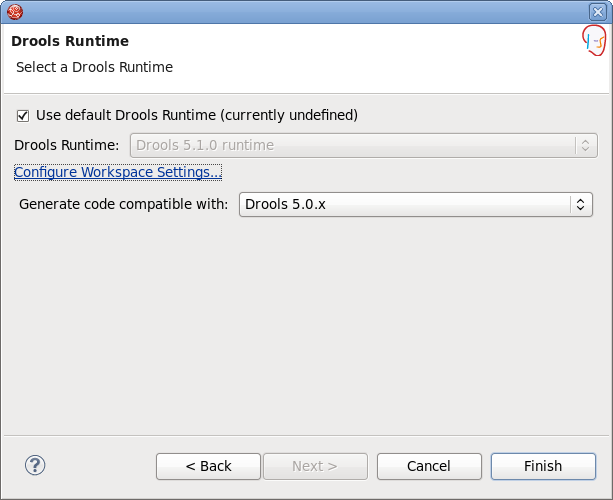 Drools Runtime
Select a Drools Runtime
Use default Drools Runtime (currently undefined)
Drools Runtime: Drools 5.1.0 runtime
Configure Workspace Settings...
Generate code compatible with: Drools 5.0.x
? < Back Next > Cancel Finish